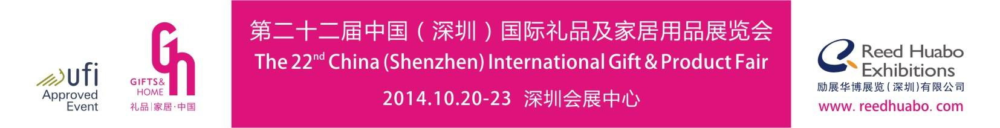 ufi
Approved
Event
GIFTS&
HOME
礼品|家居·中国
第二十二届中国（深圳）国际礼品及家居用品展览会
The 22nd China (Shenzhen) International Gift & Product Fair
2014.10.20-23 深圳会展中心
Reed Huabo
Exhibitions
励展华博展览(深圳)有限公司
www. reedhuabo. com